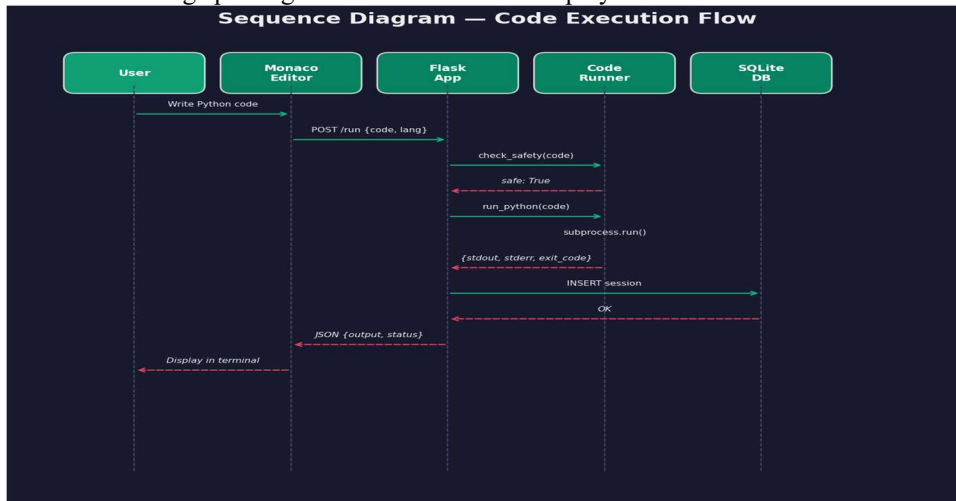 Sequence Diagram — Code Execution Flow
User
Monaco
Editor
Flask
App
Code
Runner
SQLite
DB
Write Python code
POST /run {code, lang}
check_safety(code)
safe: True
run_python(code)
subprocess.run()
{stdout, stderr, exit_code}
INSERT session
OK
JSON {output, status}
Display in terminal